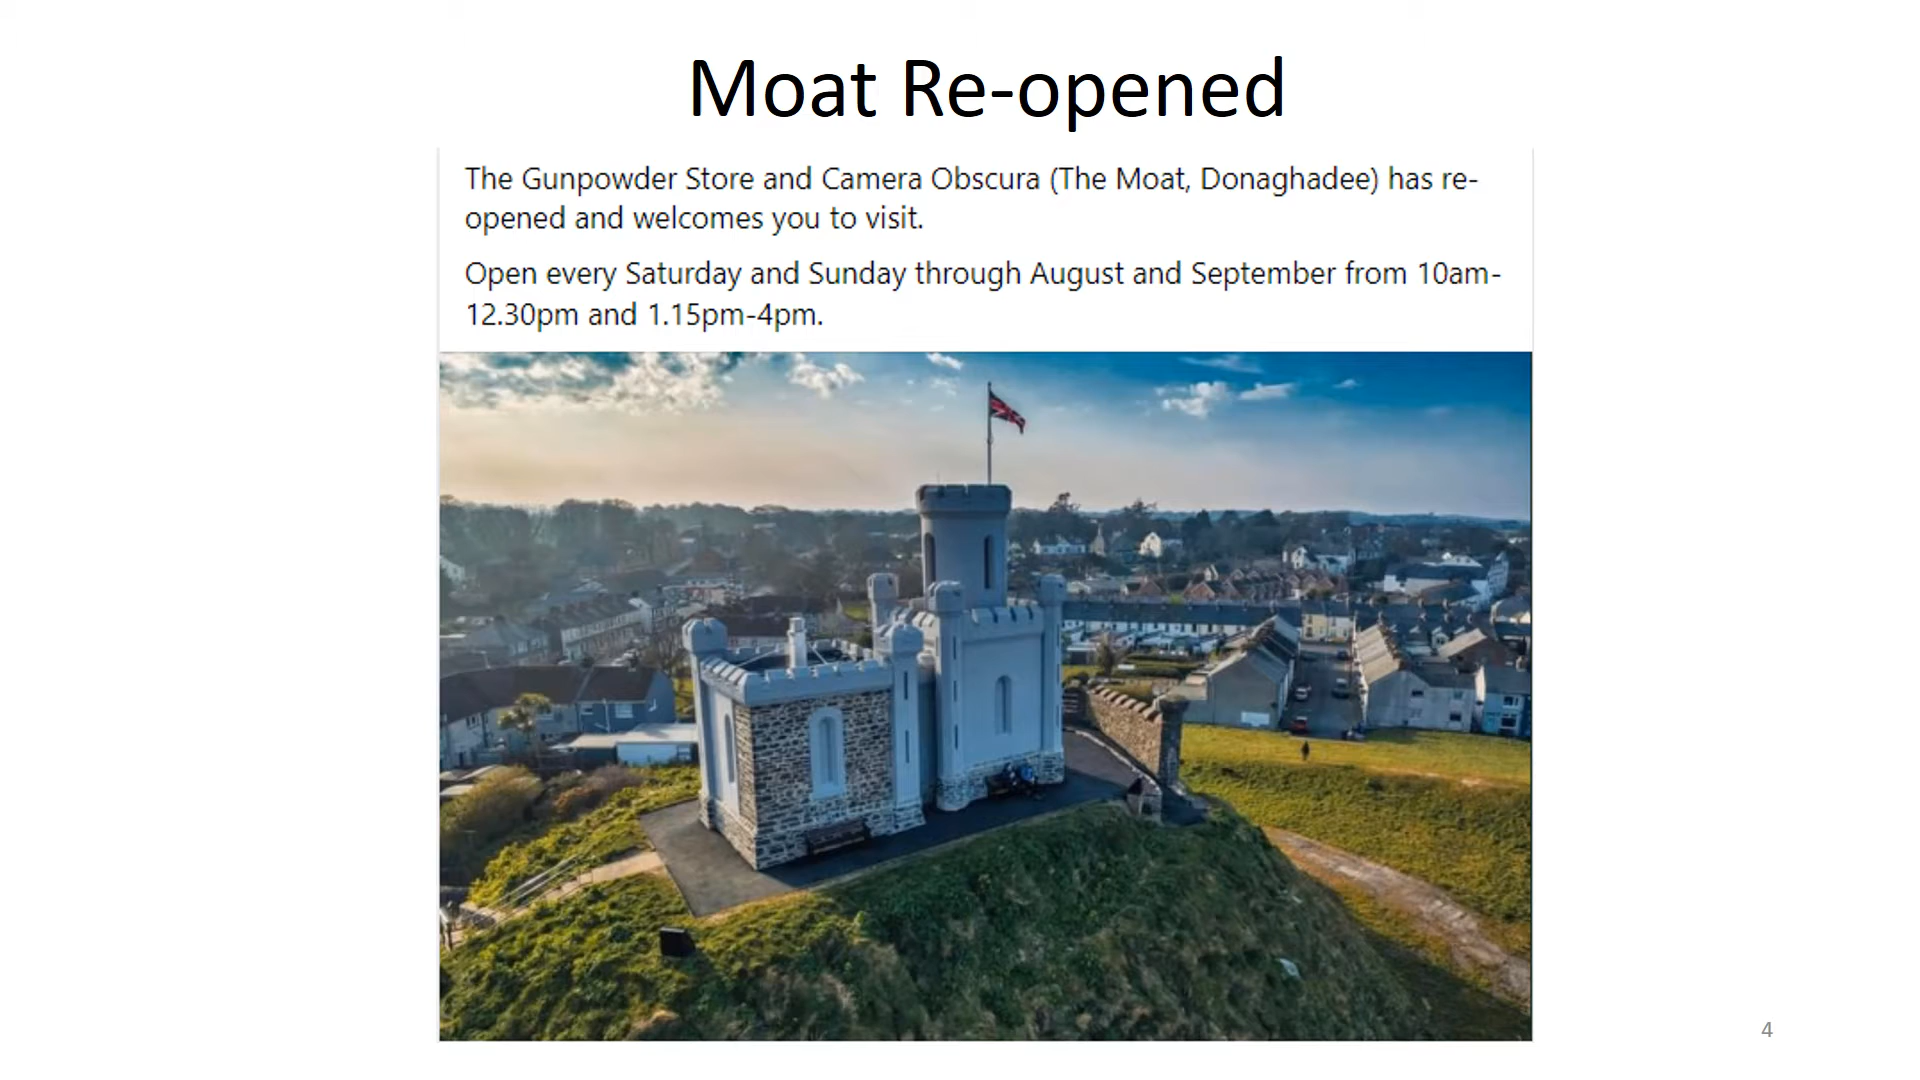 Moat Re-opened
The Gunpowder Store and Camera Obscura (The Moat, Donaghadee) has re-
opened and welcomes you to visit.
Open every Saturday and Sunday through August and September from 10am-
12.30pm and 1.15pm-4pm.
4